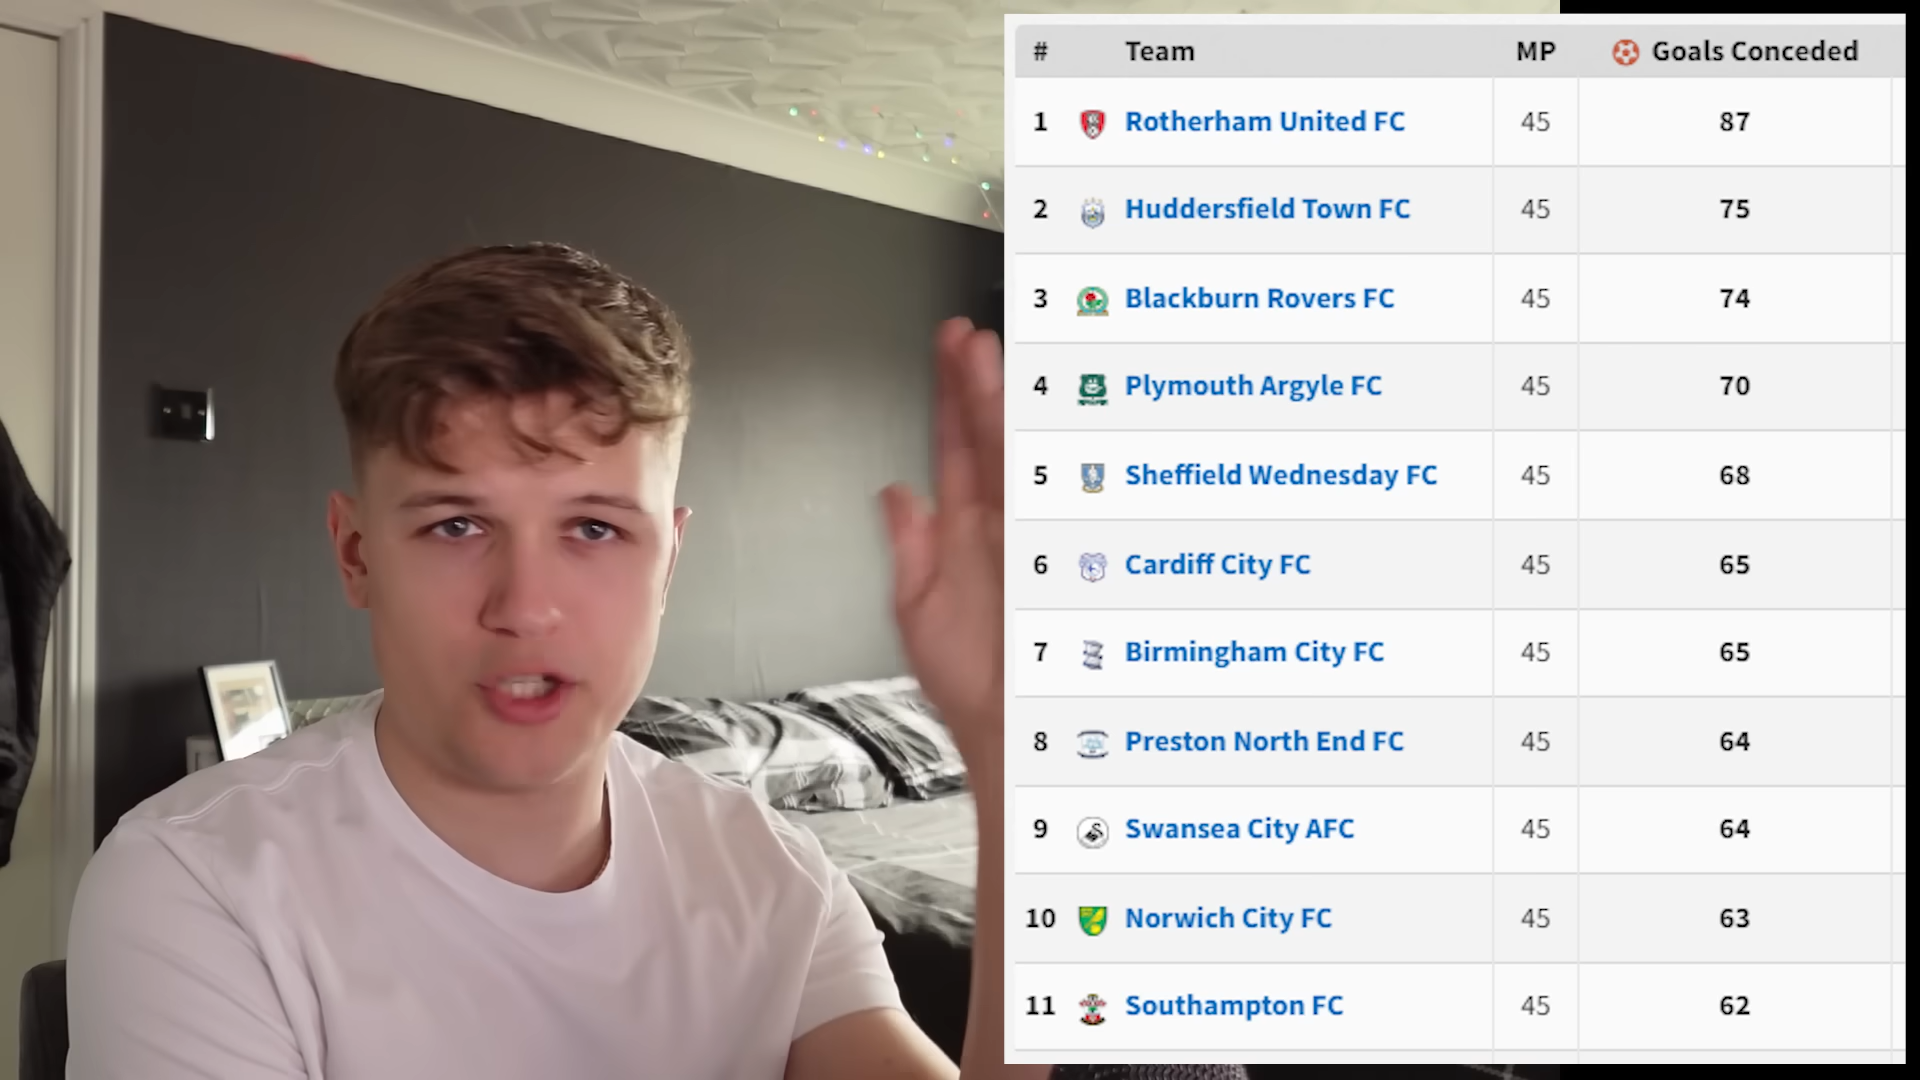 # Team MP Goals Conceded
1 Rotherham United FC 45 87
2 Huddersfield Town FC 45 75
3 Blackburn Rovers FC 45 74
4 Plymouth Argyle FC 45 70
5 Sheffield Wednesday FC 45 68
6 Cardiff City FC 45 65
7 Birmingham City FC 45 65
8 Preston North End FC 45 64
9 Swansea City AFC 45 64
10 Norwich City FC 45 63
11 Southampton FC 45 62